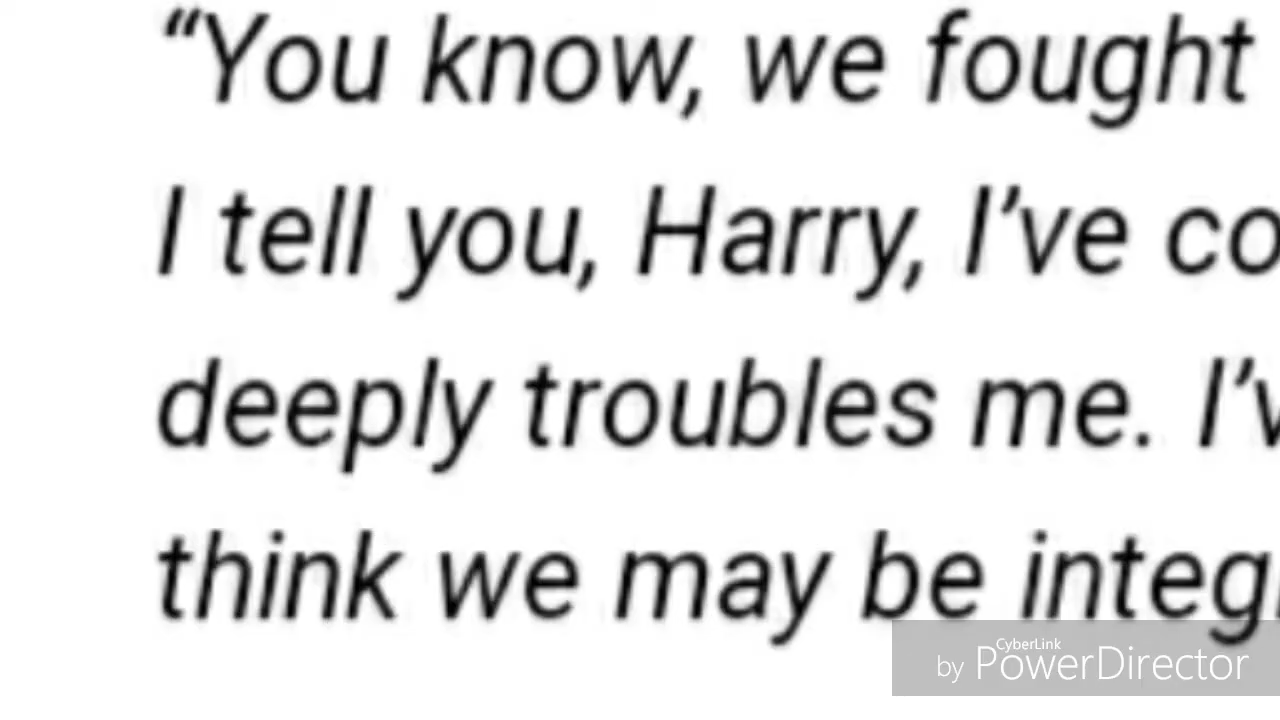 “You know, we fought
I tell you, Harry, I’ve co
deeply troubles me. I’v
think we may be integ
CyberLink
by PowerDirector